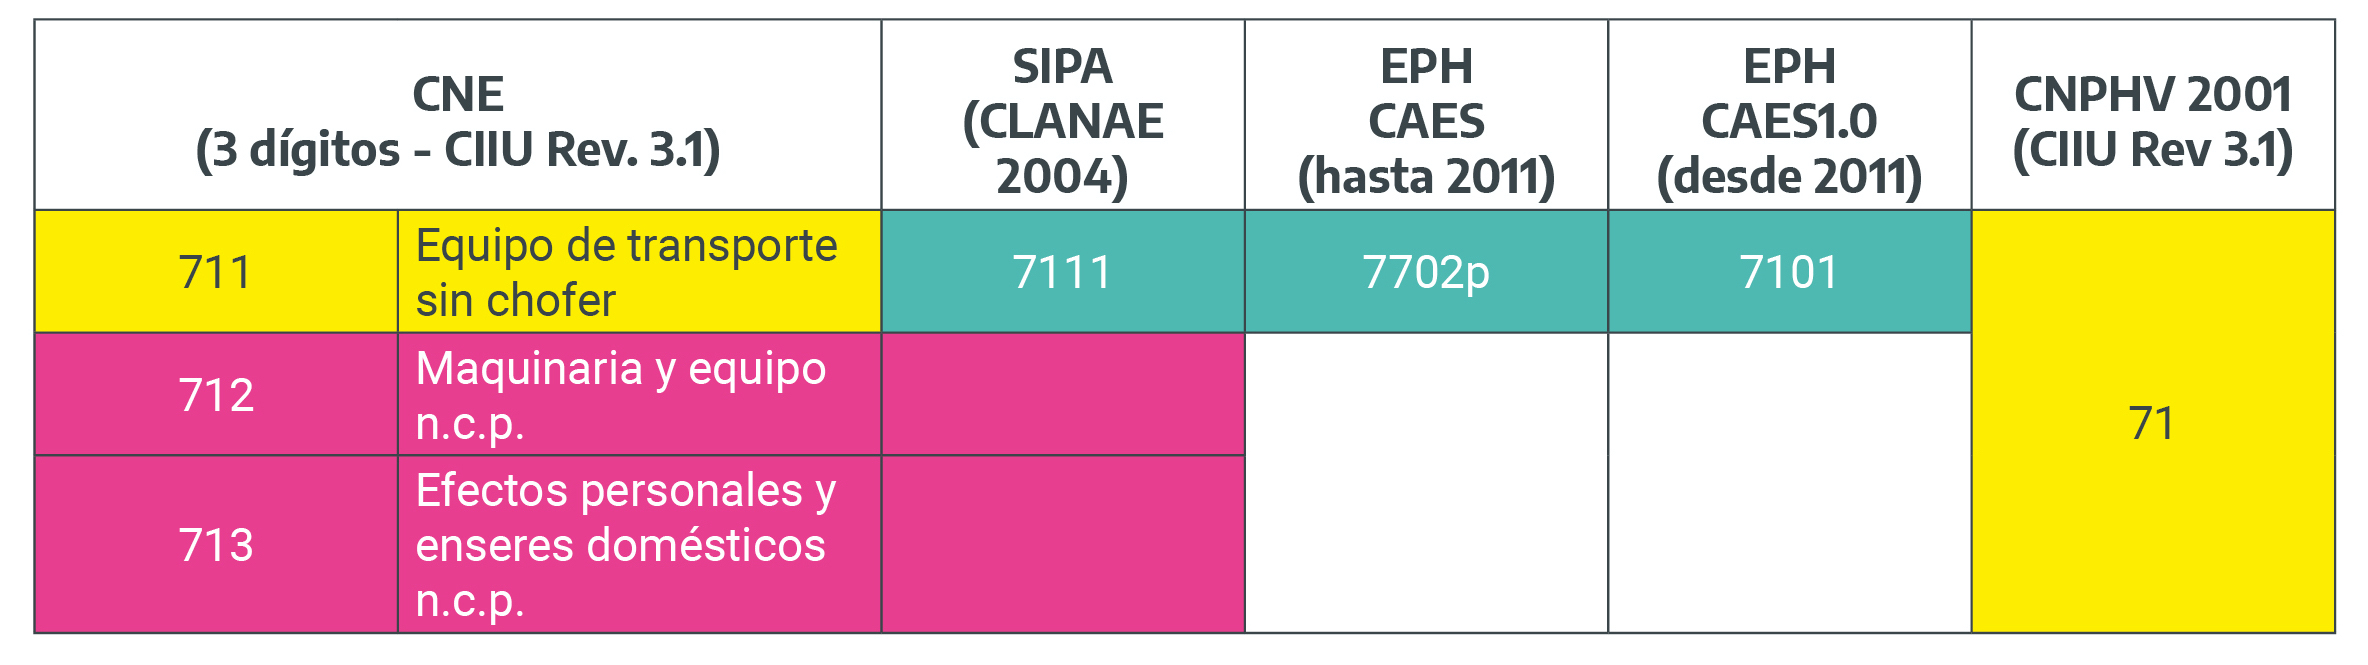 CNE
(3 dígitos - CIIU Rev. 3.1)
SIPA
(CLANAE
2004)
EPH
CAES
(hasta 2011)
EPH
CAES1.0
(desde 2011)
CNPHV 2001
(CIIU Rev 3.1)
711
Equipo de transporte
sin chofer
7111
7702p
7101
71
712
Maquinaria y equipo
n.c.p.
713
Efectos personales y
enseres domésticos
n.c.p.